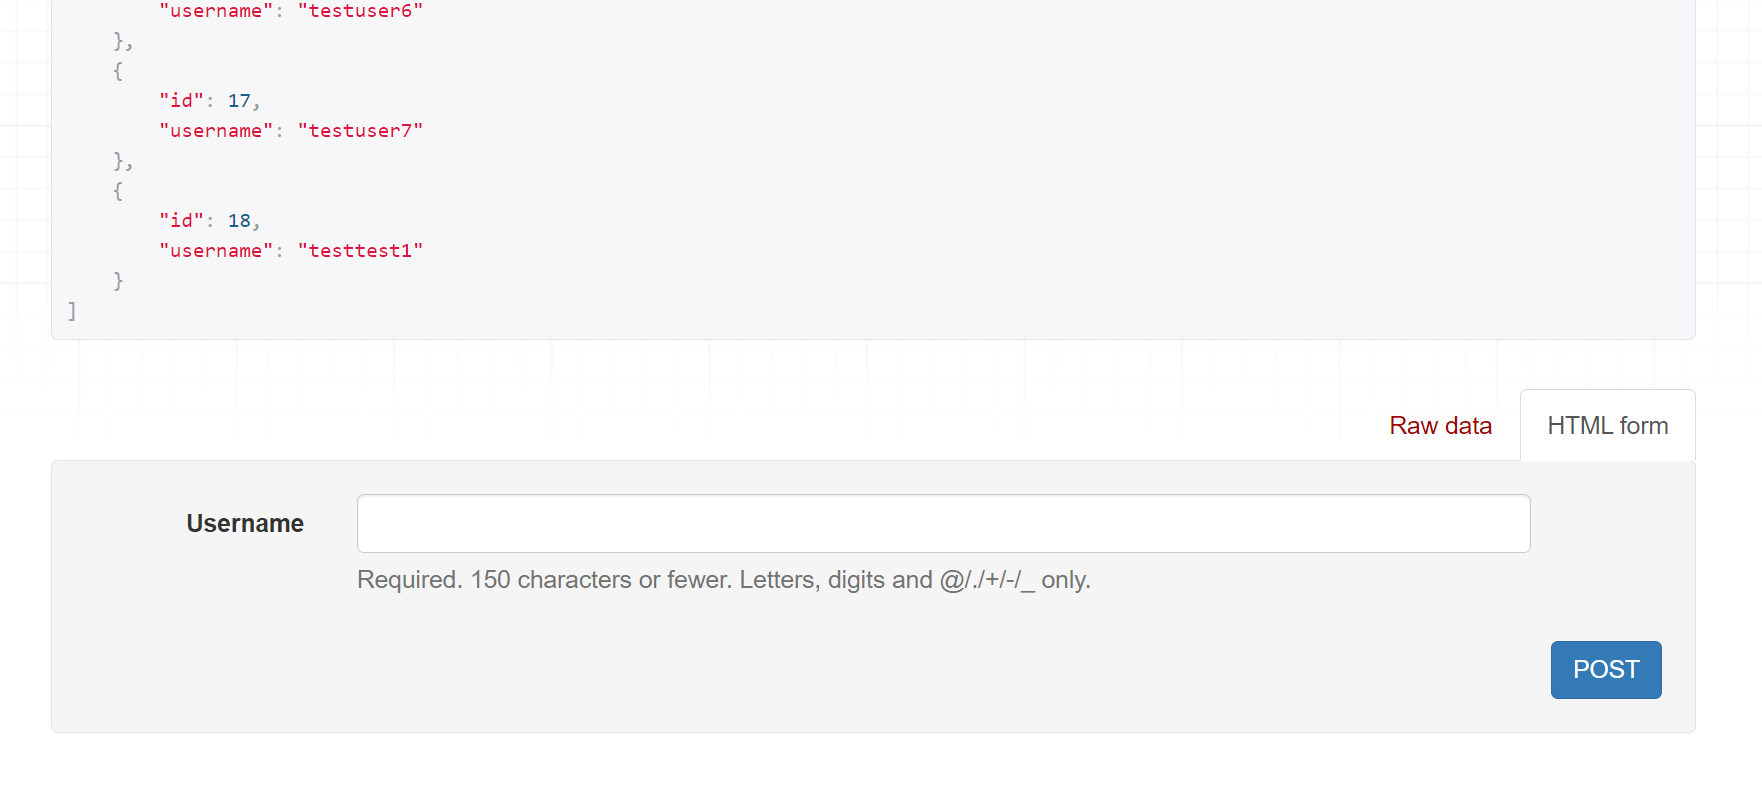 "username": "testuser6"
},
{
"id": 17,
"username": "testuser7"
},
{
"id": 18,
"username": "testtest1"
}
]
Raw data
HTML form
Username
Required. 150 characters or fewer. Letters, digits and @/./+/-/_ only.
POST